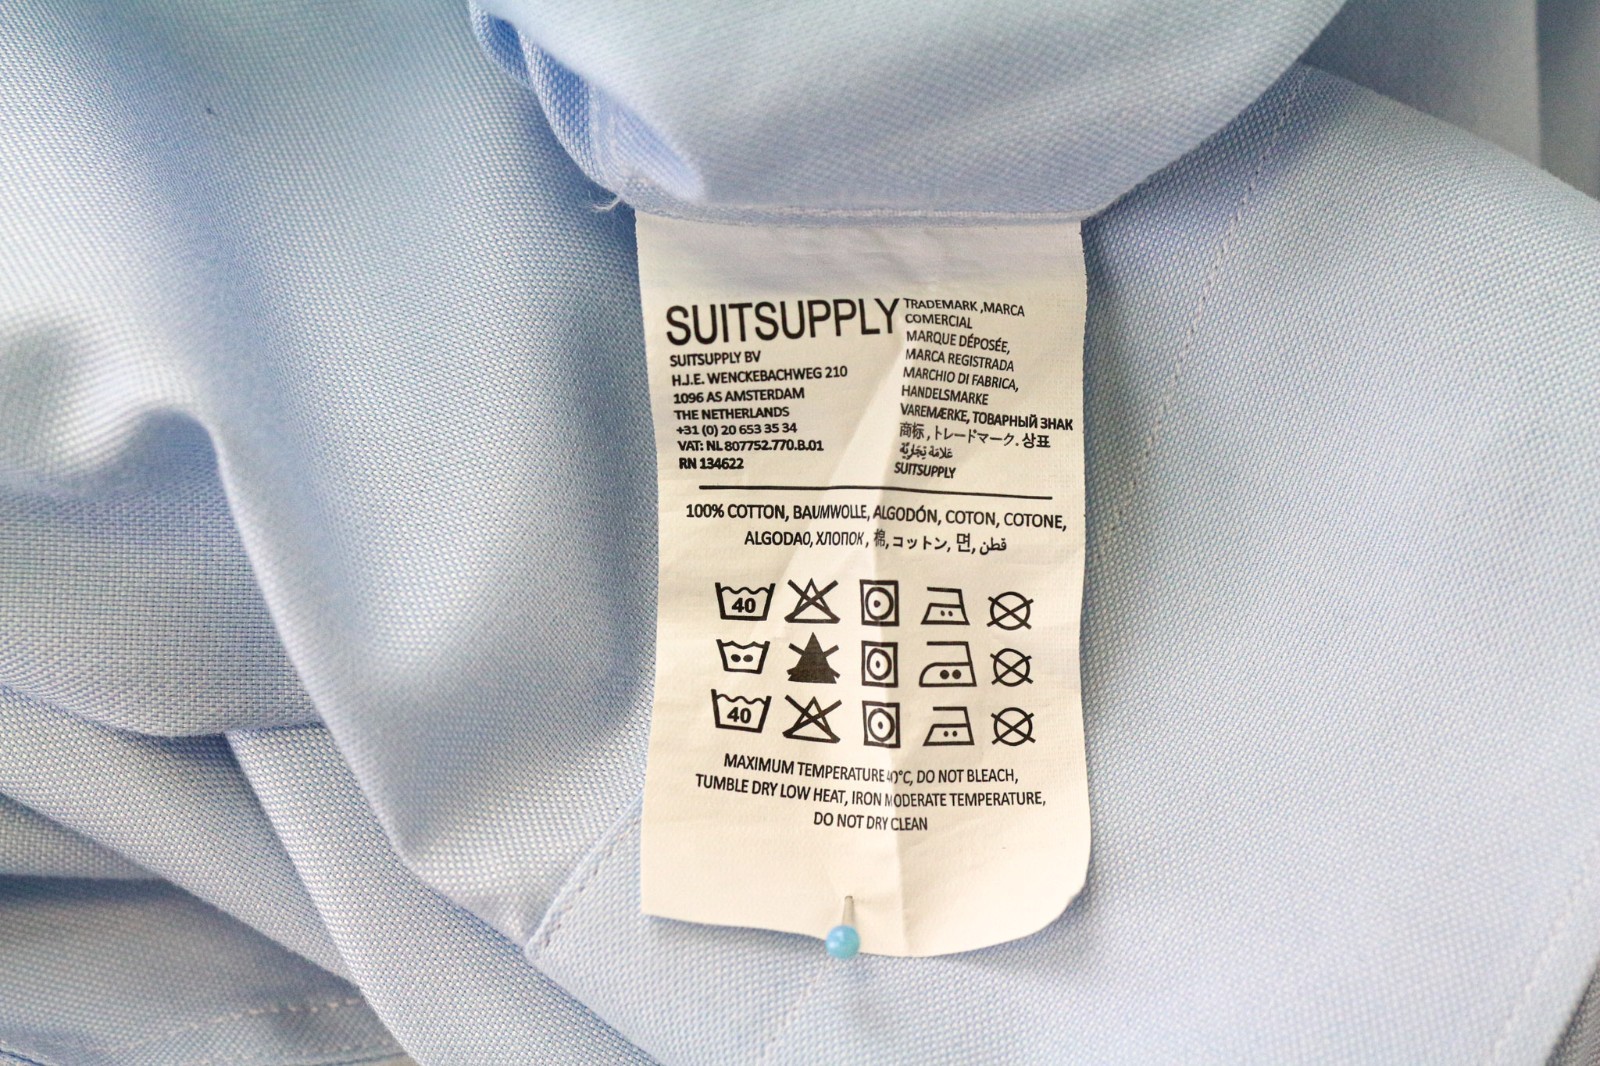 SUITSUPPLY
SUITSUPPLY BV
H.J.E. WENCKEBACHWEG 210
1096 AS AMSTERDAM
THE NETHERLANDS
+31 (0) 20 653 35 34
VAT: NL 807752.770.B.01
RN 134622
TRADEMARK ,MARCA
COMERCIAL
MARQUE DÉPOSÉE,
MARCA REGISTRADA
MARCHIO DI FABRICA,
HANDELSMARKE
VAREMÆRKE, ТОВАРНЫЙ ЗНАК
商标 , トレードマーク. 상표
عَلامَة تِجَارِيَّة
SUITSUPPLY
100% COTTON, BAUMWOLLE, ALGODÓN, COTON, COTONE,
ALGODAO, ХЛОПОК , 棉, コットン, 면, قطن
40
40
MAXIMUM TEMPERATURE 40°C, DO NOT BLEACH,
TUMBLE DRY LOW HEAT, IRON MODERATE TEMPERATURE,
DO NOT DRY CLEAN